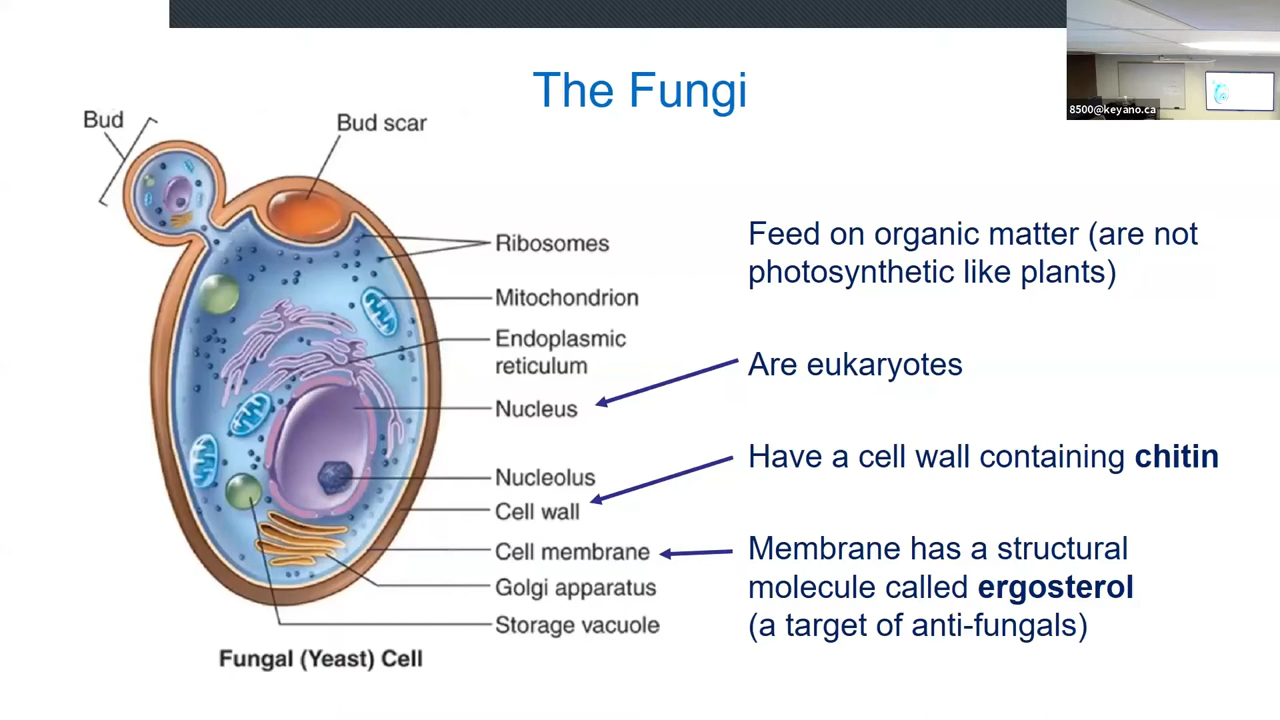 The Fungi
8500@keyano.ca
Bud
Bud scar
Ribosomes
Mitochondrion
Endoplasmic
reticulum
Nucleus
Nucleolus
Cell wall
Cell membrane
Golgi apparatus
Storage vacuole
Fungal (Yeast) Cell
Feed on organic matter (are not
photosynthetic like plants)
Are eukaryotes
Have a cell wall containing chitin
Membrane has a structural
molecule called ergosterol
(a target of anti-fungals)